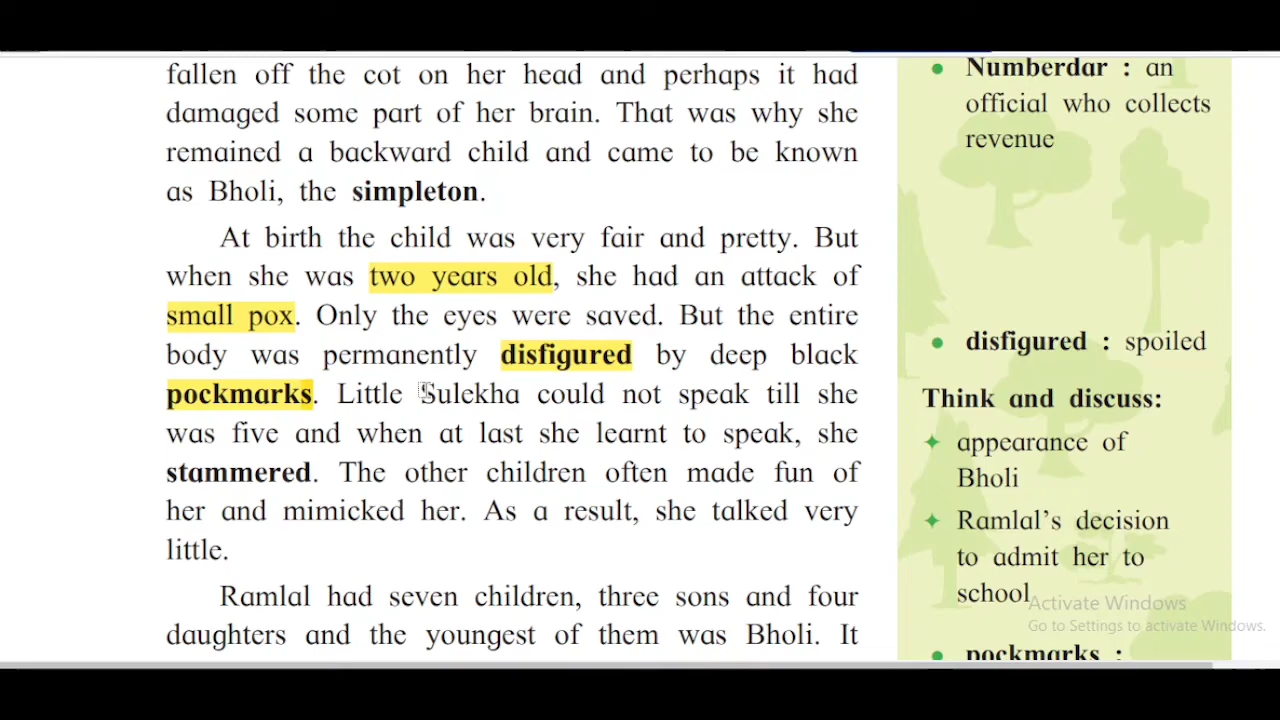 fallen off the cot on her head and perhaps it had
damaged some part of her brain. That was why she
remained a backward child and came to be known
as Bholi, the simpleton.
At birth the child was very fair and pretty. But
when she was two years old, she had an attack of
small pox. Only the eyes were saved. But the entire
body was permanently disfigured by deep black
pockmarks. Little Sulekha could not speak till she
was five and when at last she learnt to speak, she
stammered. The other children often made fun of
her and mimicked her. As a result, she talked very
little.
Ramlal had seven children, three sons and four
daughters and the youngest of them was Bholi. It
• Numberdar : an
official who collects
revenue
• disfigured : spoiled
Think and discuss:
✦ appearance of
Bholi
✦ Ramlal's decision
to admit her to
school
• pockmarks :
Activate Windows
Go to Settings to activate Windows.